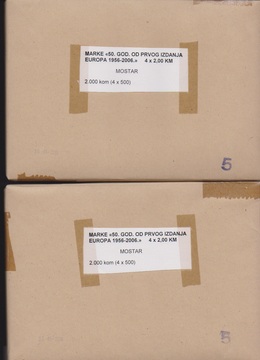 MARKE «50. GOD. OD PRVOG IZDANJA
EUROPA 1956-2006.» 4 x 2,00 KM
MOSTAR
2.000 kom (4 x 500)
5
MARKE «50. GOD. OD PRVOG IZDANJA
EUROPA 1956-2006.» 4 x 2,00 KM
MOSTAR
2.000 kom (4 x 500)
5